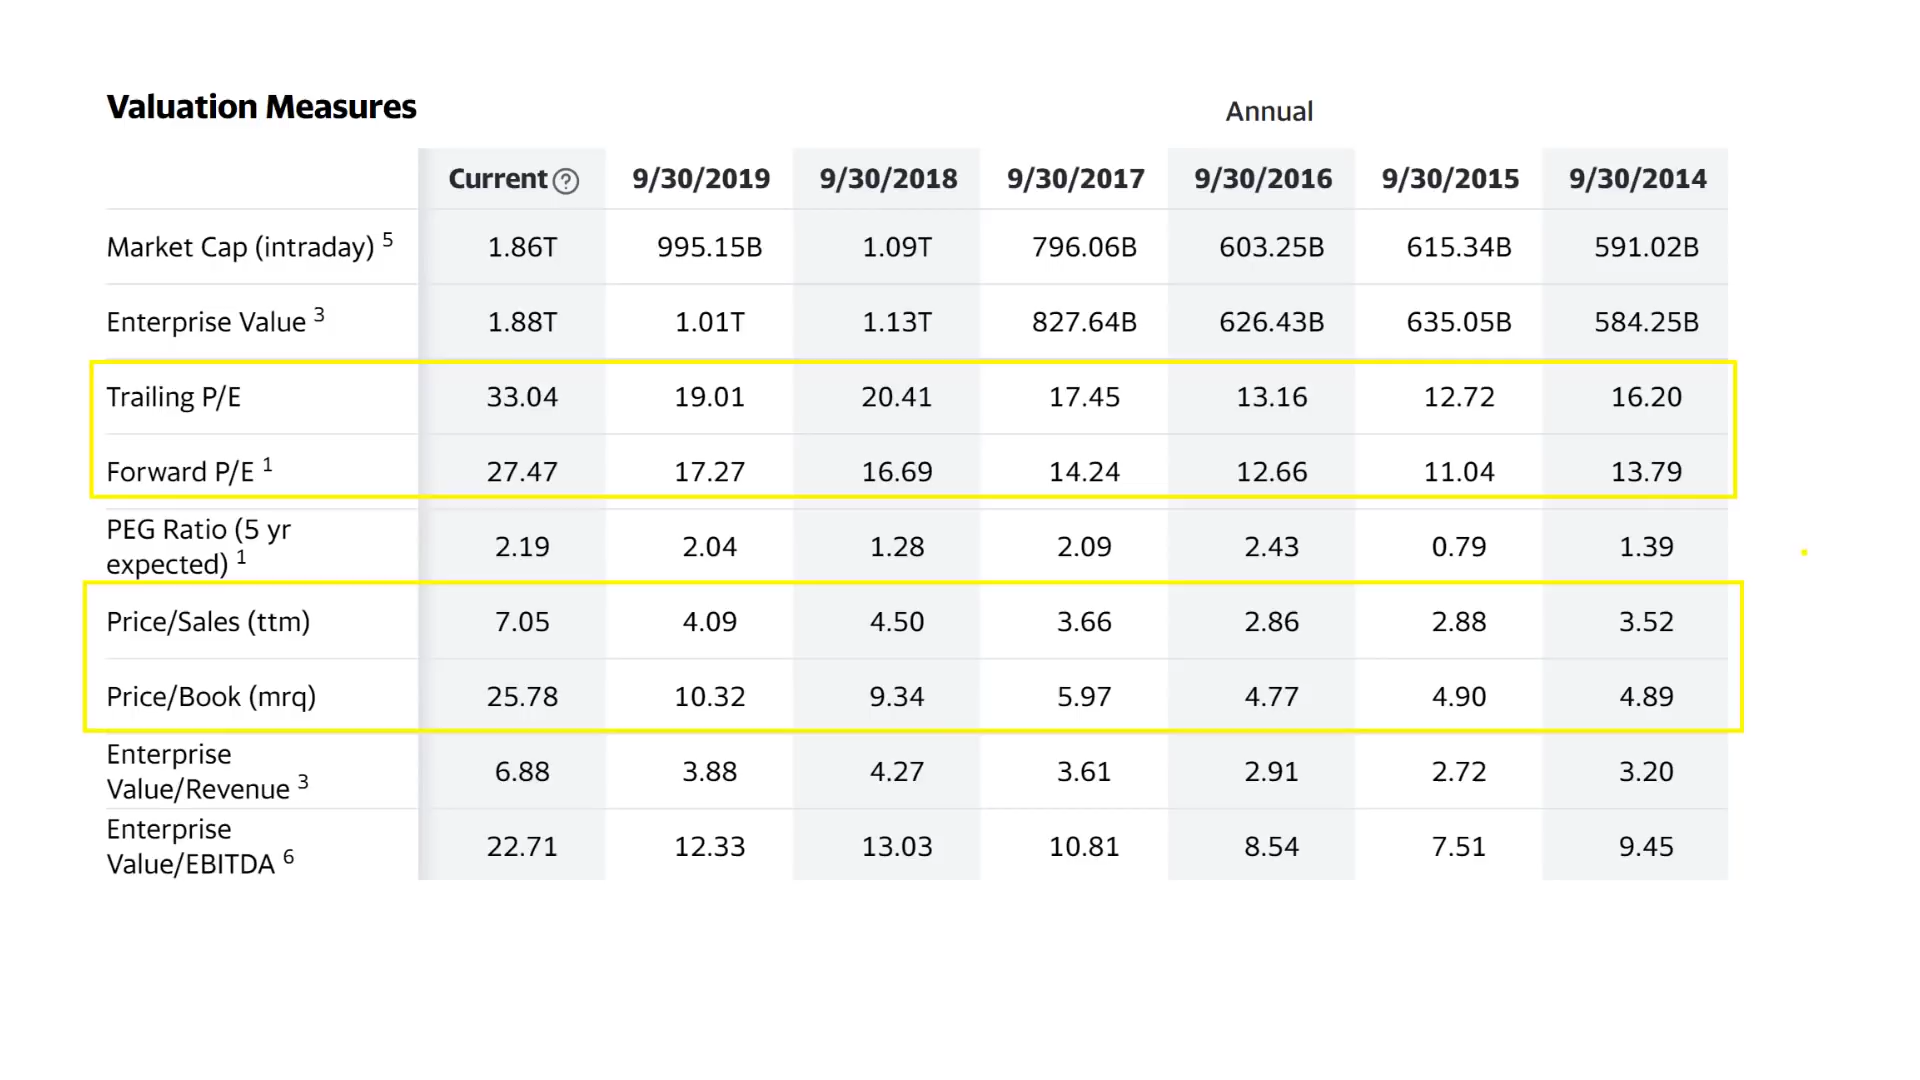 Valuation Measures
Annual
Current ? 9/30/2019 9/30/2018 9/30/2017 9/30/2016 9/30/2015 9/30/2014
Market Cap (intraday) 5 1.86T 995.15B 1.09T 796.06B 603.25B 615.34B 591.02B
Enterprise Value 3 1.88T 1.01T 1.13T 827.64B 626.43B 635.05B 584.25B
Trailing P/E 33.04 19.01 20.41 17.45 13.16 12.72 16.20
Forward P/E 1 27.47 17.27 16.69 14.24 12.66 11.04 13.79
PEG Ratio (5 yr
expected) 1 2.19 2.04 1.28 2.09 2.43 0.79 1.39
Price/Sales (ttm) 7.05 4.09 4.50 3.66 2.86 2.88 3.52
Price/Book (mrq) 25.78 10.32 9.34 5.97 4.77 4.90 4.89
Enterprise
Value/Revenue 3 6.88 3.88 4.27 3.61 2.91 2.72 3.20
Enterprise
Value/EBITDA 6 22.71 12.33 13.03 10.81 8.54 7.51 9.45